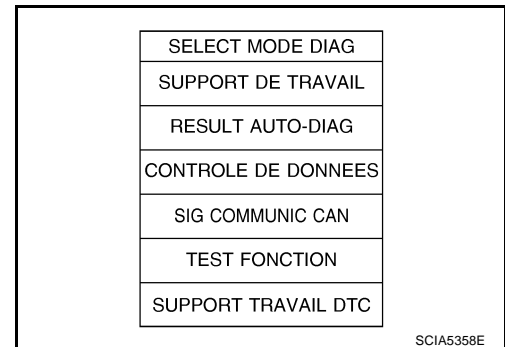 SELECT MODE DIAG
SUPPORT DE TRAVAIL
RESULT AUTO-DIAG
CONTROLE DE DONNEES
SIG COMMUNIC CAN
TEST FONCTION
SUPPORT TRAVAIL DTC
SCIA5358E